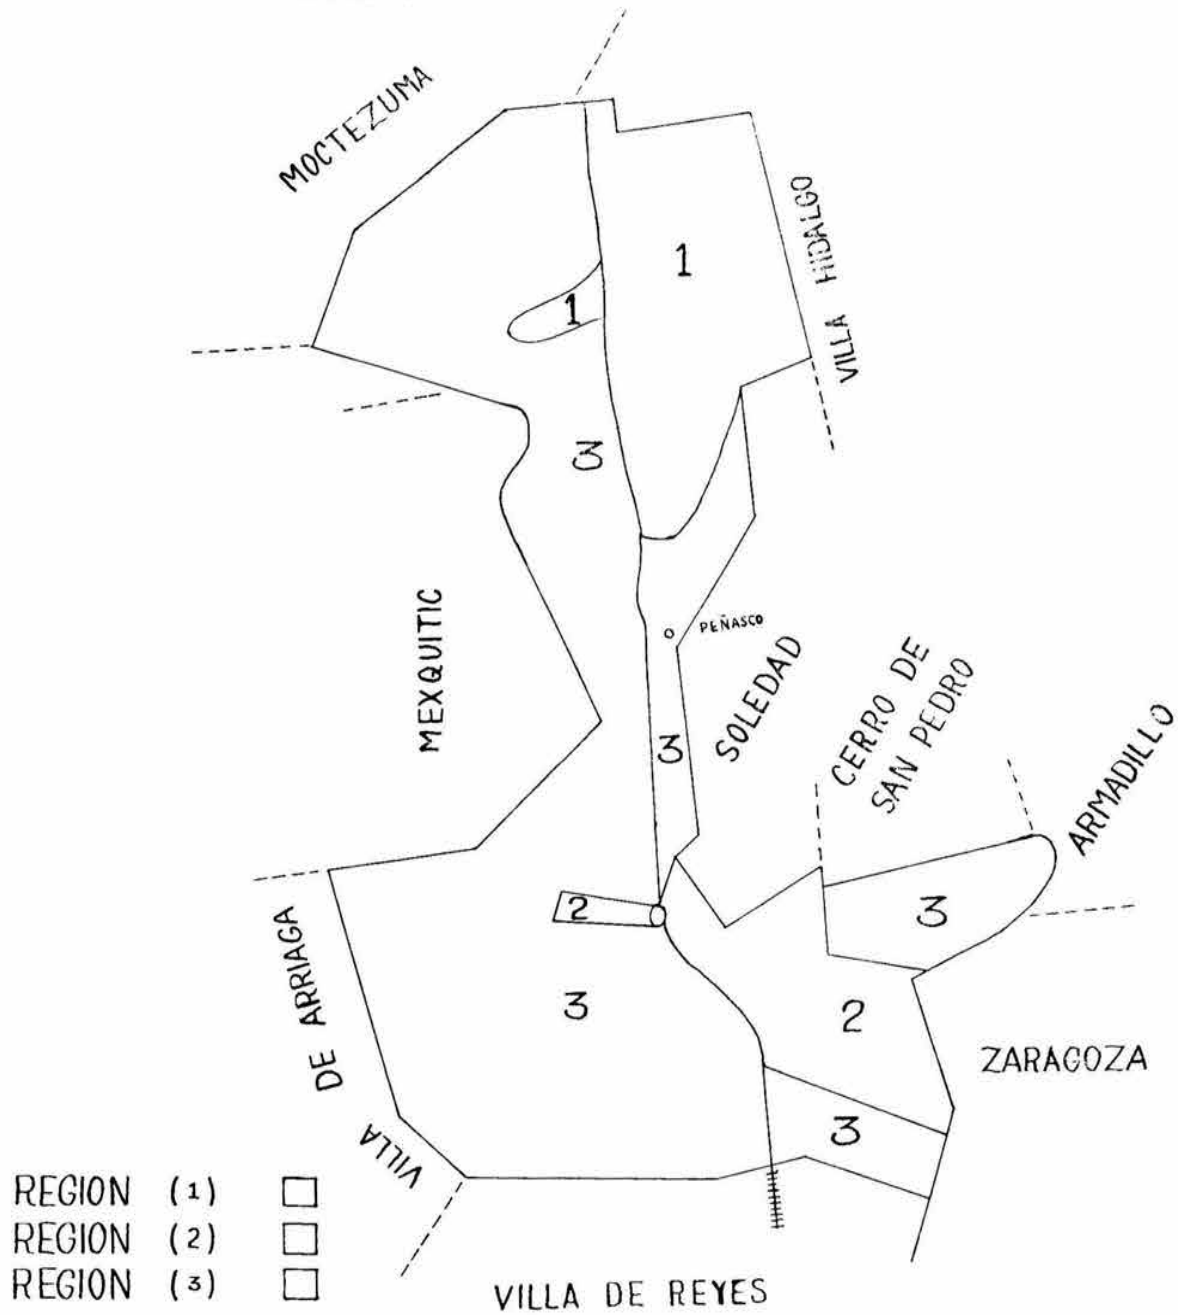 MOCTEZUMA
VILLA HIDALGO
1
1
3
MEXQUITIC
PEÑASCO
SOLEDAD
3
CERRO DE
SAN PEDRO
ARMADILLO
2
3
VILLA DE ARRIAGA
3
2
ZARAGOZA
3
REGION (1)
REGION (2)
REGION (3)
VILLA DE REYES